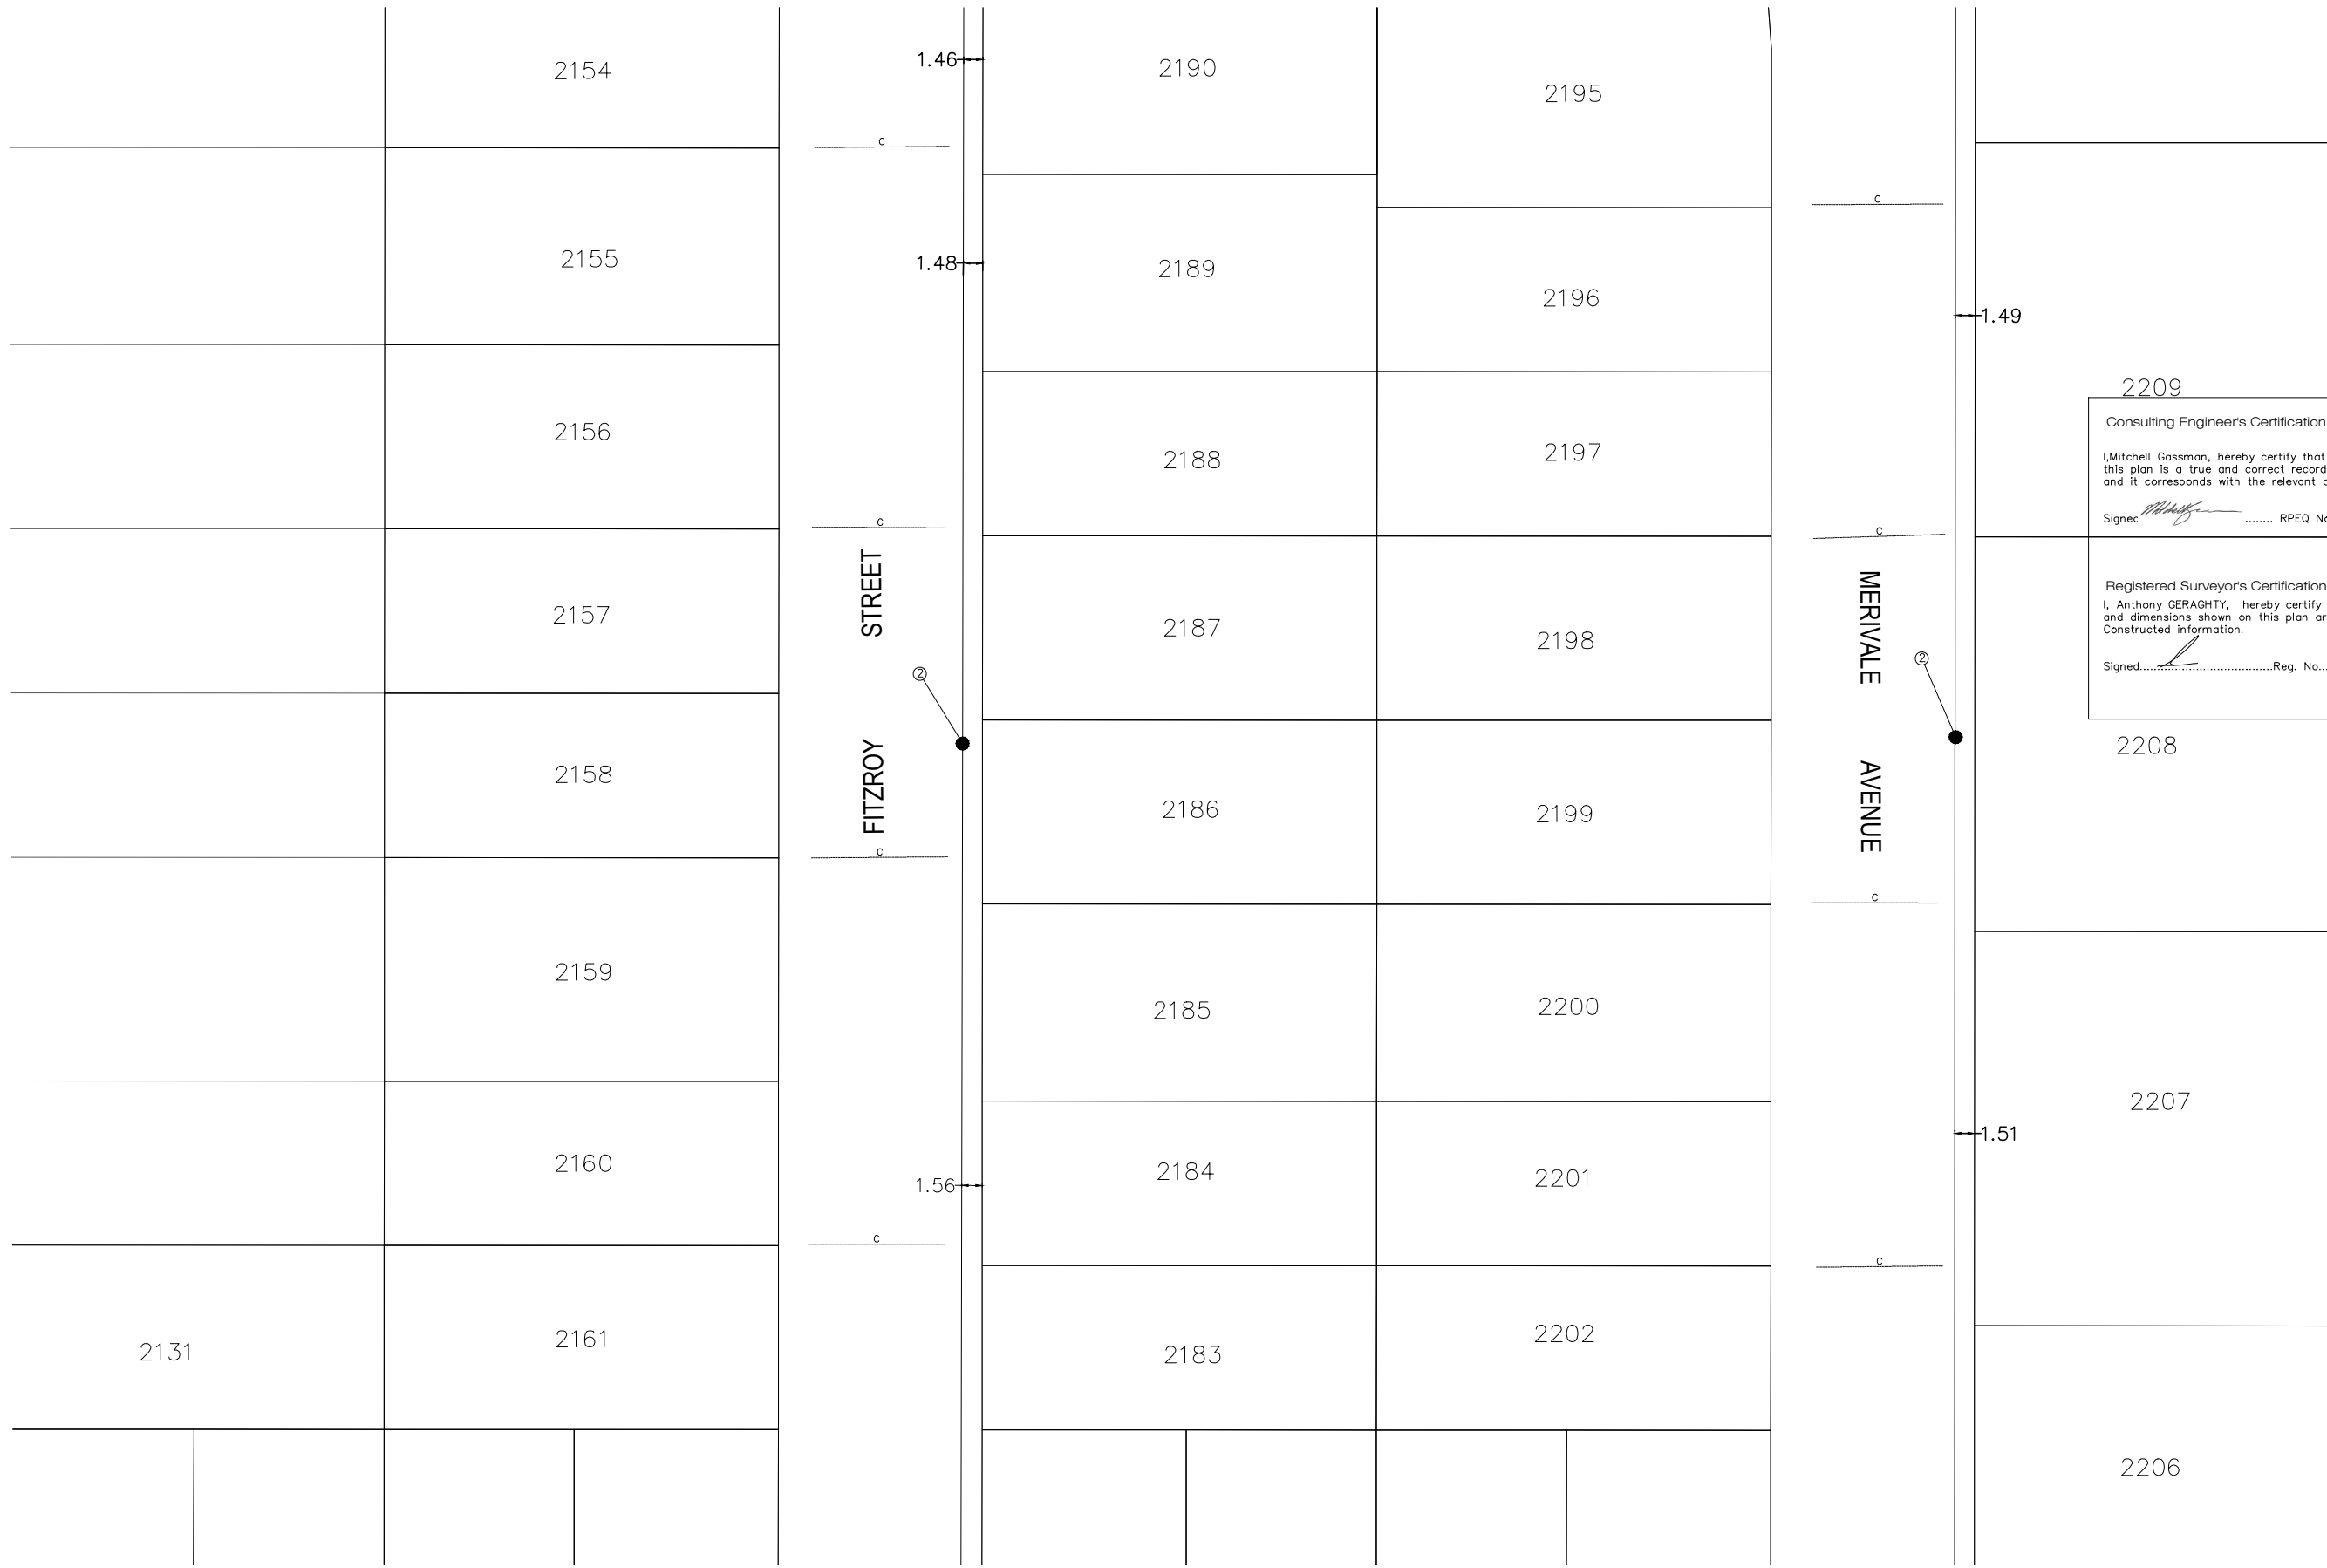 2154
2155
2156
2157
2158
2159
2160
2161
2131
1.46
1.48
1.56
C
C
C
C
FITZROY STREET
2
2190
2189
2188
2187
2186
2185
2184
2183
2195
2196
2197
2198
2199
2200
2201
2202
C
C
C
C
MERIVALE AVENUE
2
1.49
1.51
2209
Consulting Engineer's Certification
I,Mitchell Gassman, hereby certify that
this plan is a true and correct record
and it corresponds with the relevant
Signec ........ RPEQ No
Registered Surveyor's Certification
I, Anthony GERAGHTY, hereby certify
and dimensions shown on this plan ar
Constructed information.
Signed.......................................Reg. No...
2208
2207
2206